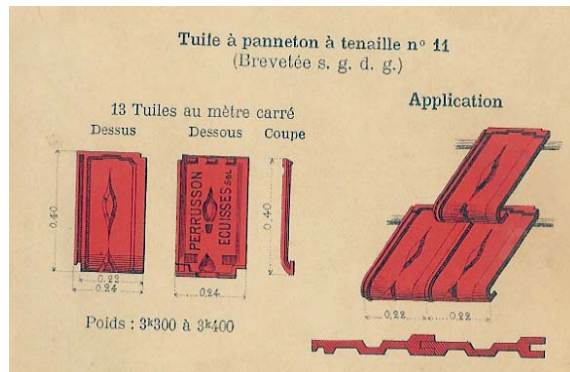 Tuile à panneton à tenaille nº 11
(Brevetée s. g. d. g.)
13 Tuiles au mètre carré
Dessus
Dessous
Coupe
0,40
0,22
0,24
PERRUSSON
ECUISSES S&L
0,24
0,40
Poids : 3k300 à 3k400
Application
0,22
0,22